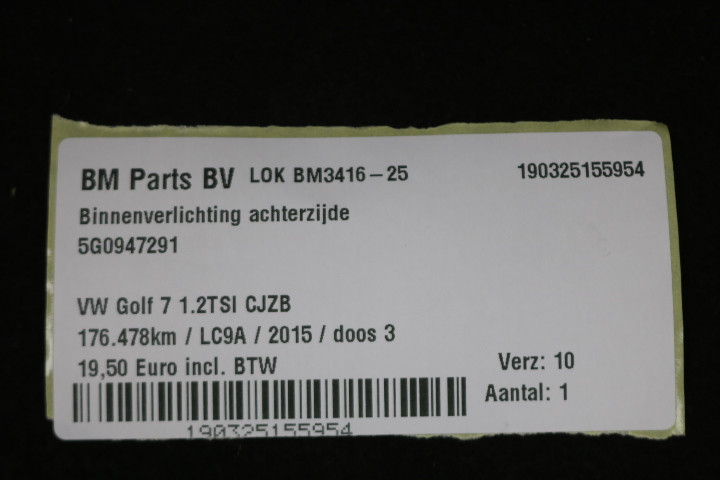 BM Parts BV LOK BM3416-25 190325155954
Binnenverlichting achterzijde
5G0947291
VW Golf 7 1.2TSI CJZB
176.478km / LC9A / 2015 / doos 3
19,50 Euro incl. BTW Verz: 10
Aantal: 1
190325155954